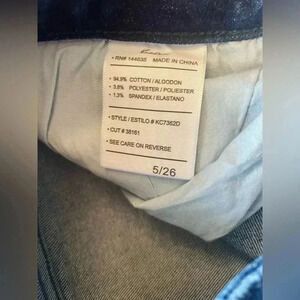 • RN# 144635 • MADE IN CHINA
• 94.9% COTTON / ALGODON
• 3.8% POLYESTER / POLIESTER
• 1.3% SPANDEX / ELASTANO
• STYLE / ESTILO # KC7362D
• CUT # 38161
• SEE CARE ON REVERSE
5/26